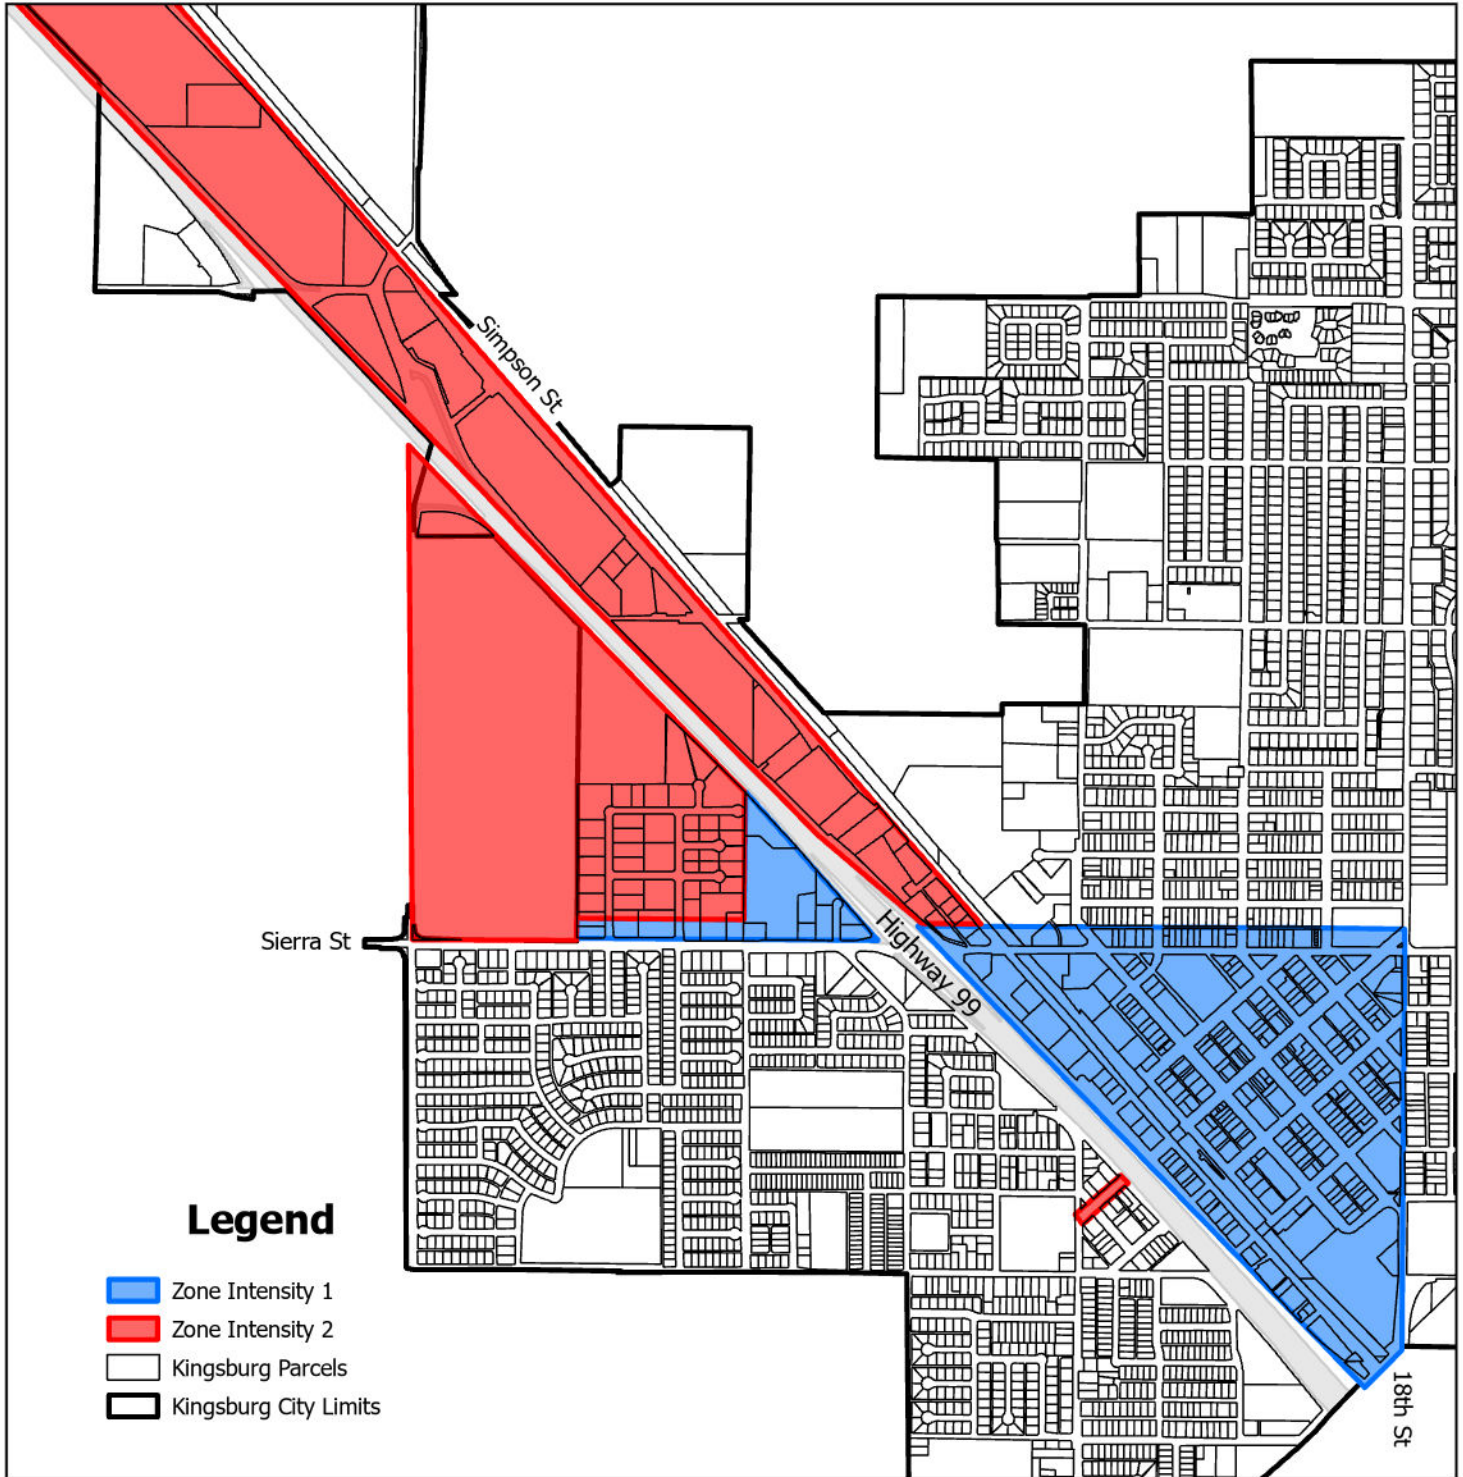 Simpson St
Sierra St
Highway 99
Legend
Zone Intensity 1
Zone Intensity 2
Kingsburg Parcels
Kingsburg City Limits
18th St